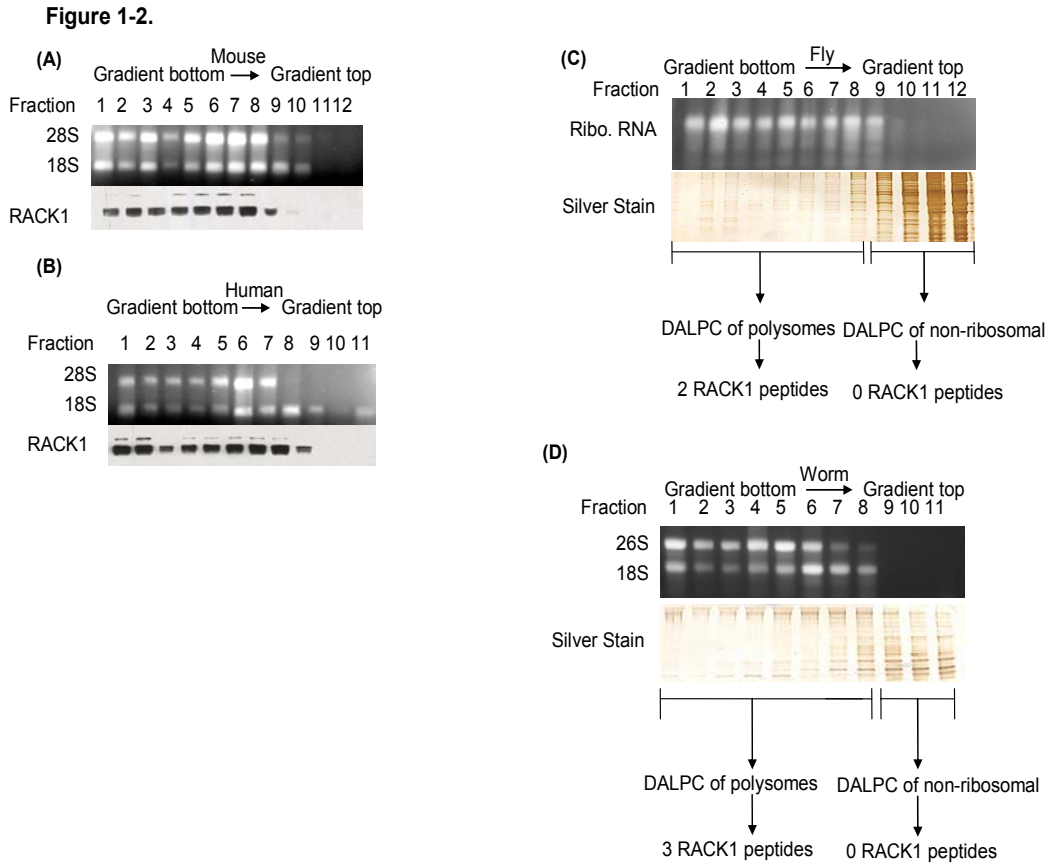 Figure 1-2.
(A)
Mouse
Gradient bottom → Gradient top
Fraction 1 2 3 4 5 6 7 8 9 10 11 12
28S
18S
RACK1
(B)
Human
Gradient bottom → Gradient top
Fraction 1 2 3 4 5 6 7 8 9 10 11
28S
18S
RACK1
(C)
Fly
Gradient bottom → Gradient top
Fraction 1 2 3 4 5 6 7 8 9 10 11 12
Ribo. RNA
Silver Stain
DALPC of polysomes DALPC of non-ribosomal
2 RACK1 peptides 0 RACK1 peptides
(D)
Worm
Gradient bottom → Gradient top
Fraction 1 2 3 4 5 6 7 8 9 10 11
26S
18S
Silver Stain
DALPC of polysomes DALPC of non-ribosomal
3 RACK1 peptides 0 RACK1 peptides